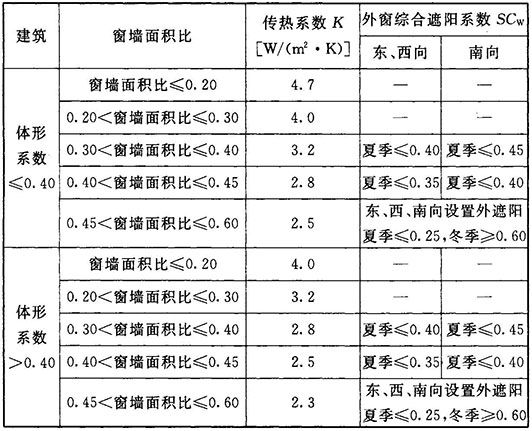 建筑 窗墙面积比 传热系数 K [W/(m²·K)] 外窗综合遮阳系数 SCw
东、西向 南向
体形系数≤0.40
窗墙面积比≤0.20 4.7 — —
0.20<窗墙面积比≤0.30 4.0 — —
0.30<窗墙面积比≤0.40 3.2 夏季≤0.40 夏季≤0.45
0.40<窗墙面积比≤0.45 2.8 夏季≤0.35 夏季≤0.40
0.45<窗墙面积比≤0.60 2.5 东、西、南向设置外遮阳
夏季≤0.25,冬季≥0.60
体形系数>0.40
窗墙面积比≤0.20 4.0 — —
0.20<窗墙面积比≤0.30 3.2 — —
0.30<窗墙面积比≤0.40 2.8 夏季≤0.40 夏季≤0.45
0.40<窗墙面积比≤0.45 2.5 夏季≤0.35 夏季≤0.40
0.45<窗墙面积比≤0.60 2.3 东、西、南向设置外遮阳
夏季≤0.25,冬季≥0.60